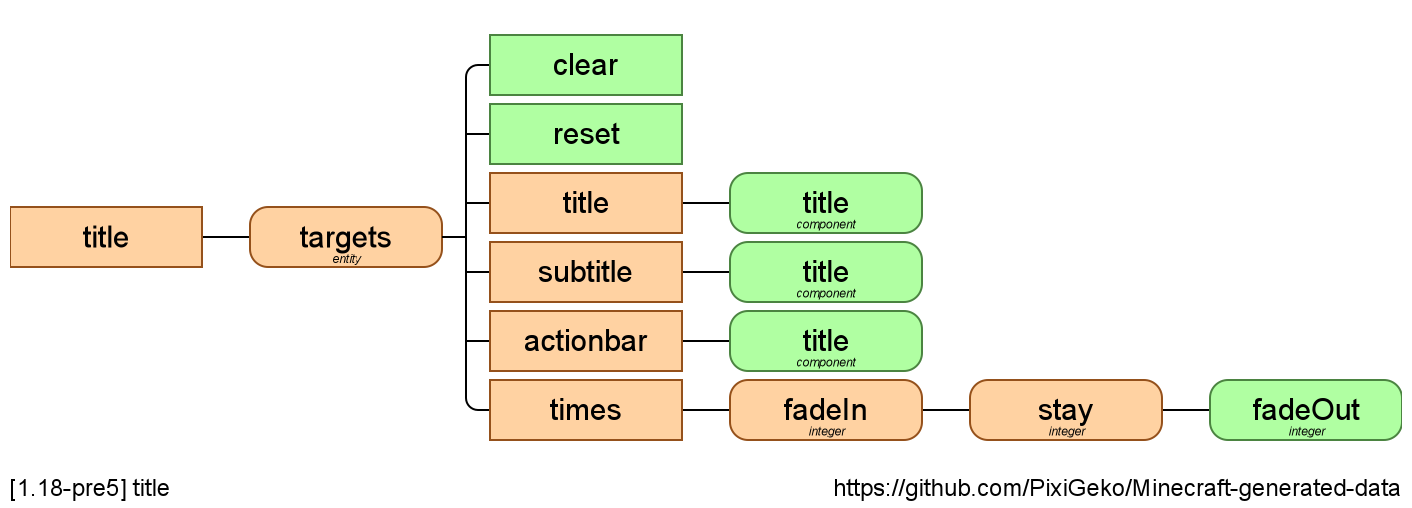 clear
reset
title
title
component
title
targets
entity
subtitle
title
component
actionbar
title
component
times
fadeIn
integer
stay
integer
fadeOut
integer
[1.18-pre5] title
https://github.com/PixiGeko/Minecraft-generated-data